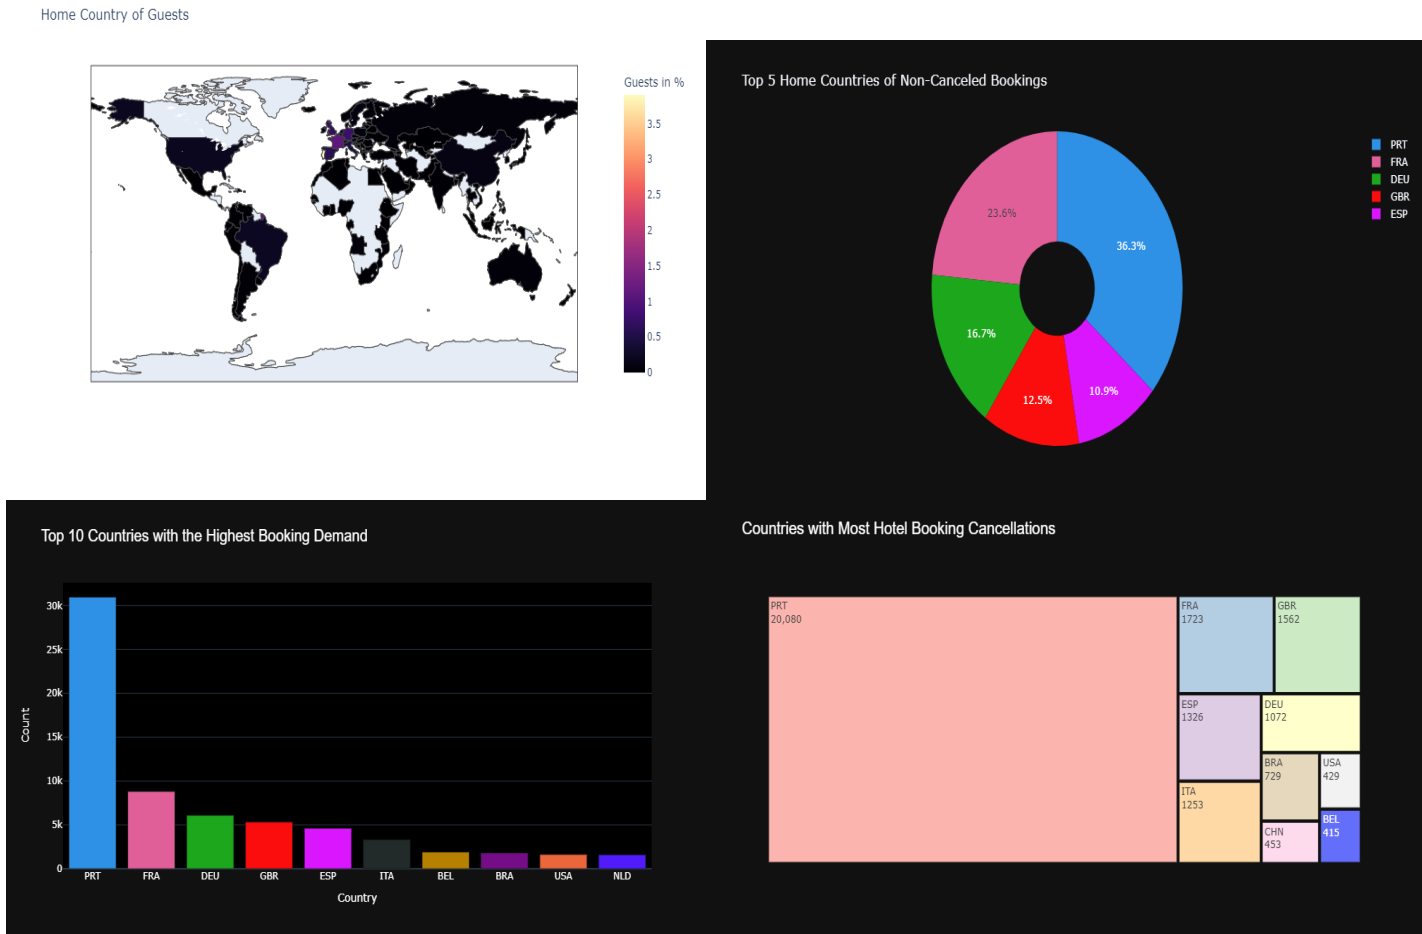 Home Country of Guests
Guests in %
3.5
3
2.5
2
1.5
1
0.5
0
Top 5 Home Countries of Non-Canceled Bookings
PRT
FRA
DEU
GBR
ESP
23.6%
36.3%
16.7%
12.5%
10.9%
Top 10 Countries with the Highest Booking Demand
Count
30k
25k
20k
15k
10k
5k
0
PRT FRA DEU GBR ESP ITA BEL BRA USA NLD
Country
Countries with Most Hotel Booking Cancellations
PRT
20,080
FRA
1723
GBR
1562
ESP
1326
DEU
1072
ITA
1253
BRA
729
USA
429
CHN
453
BEL
415